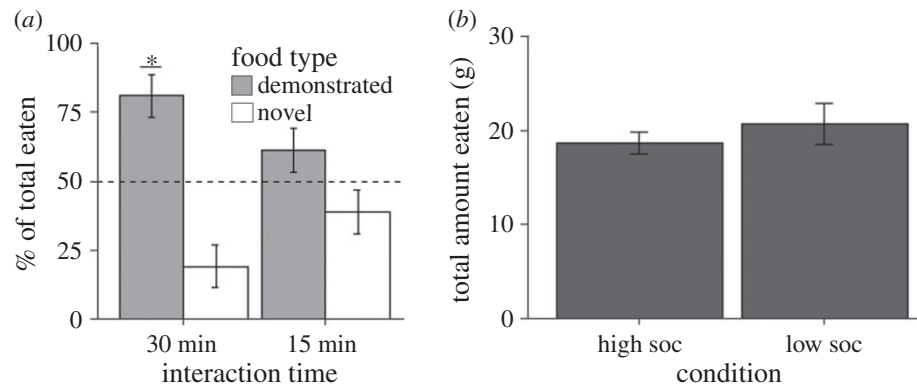 (a)
100
75
50
25
0
% of total eaten
*
food type
demonstrated
novel
30 min
15 min
interaction time
(b)
30
20
10
0
total amount eaten (g)
high soc
low soc
condition